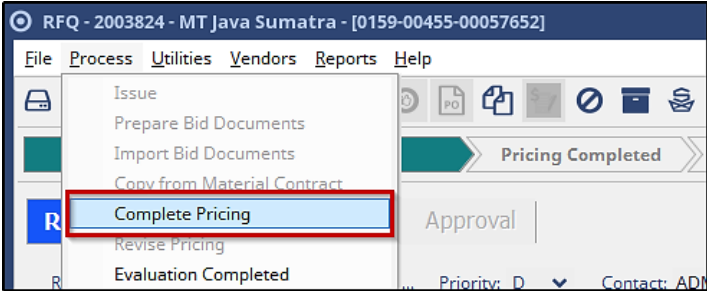 RFQ - 2003824 - MT Java Sumatra - [0159-00455-00057652]
File Process Utilities Vendors Reports Help
Issue
PO
$
Prepare Bid Documents
Import Bid Documents
Pricing Completed
Copy from Material Contract
Complete Pricing
R
Approval
Revise Pricing
Evaluation Completed
R
... Priority: D
Contact: ADM